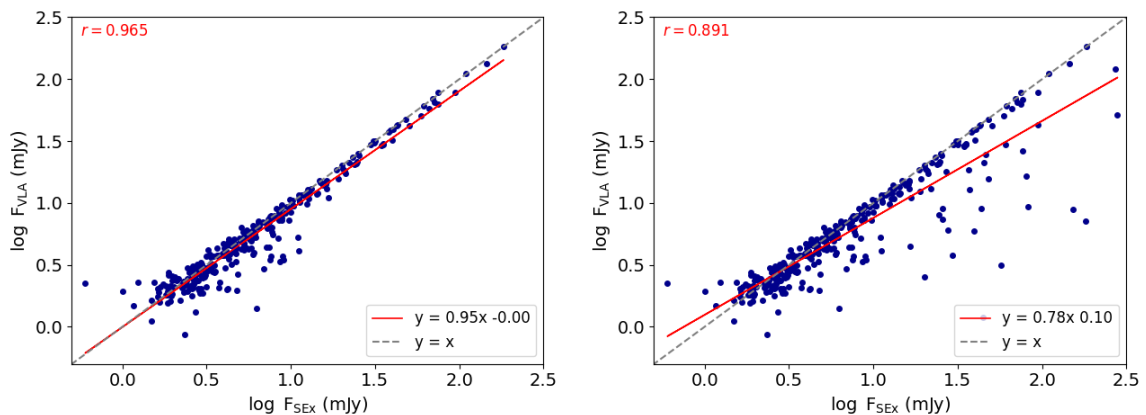 r = 0.965
2.5
2.0
1.5
1.0
0.5
0.0
log F_VLA (mJy)
0.0 0.5 1.0 1.5 2.0 2.5
log F_SEx (mJy)
y = 0.95x -0.00
y = x
r = 0.891
2.5
2.0
1.5
1.0
0.5
0.0
log F_VLA (mJy)
0.0 0.5 1.0 1.5 2.0 2.5
log F_SEx (mJy)
y = 0.78x 0.10
y = x